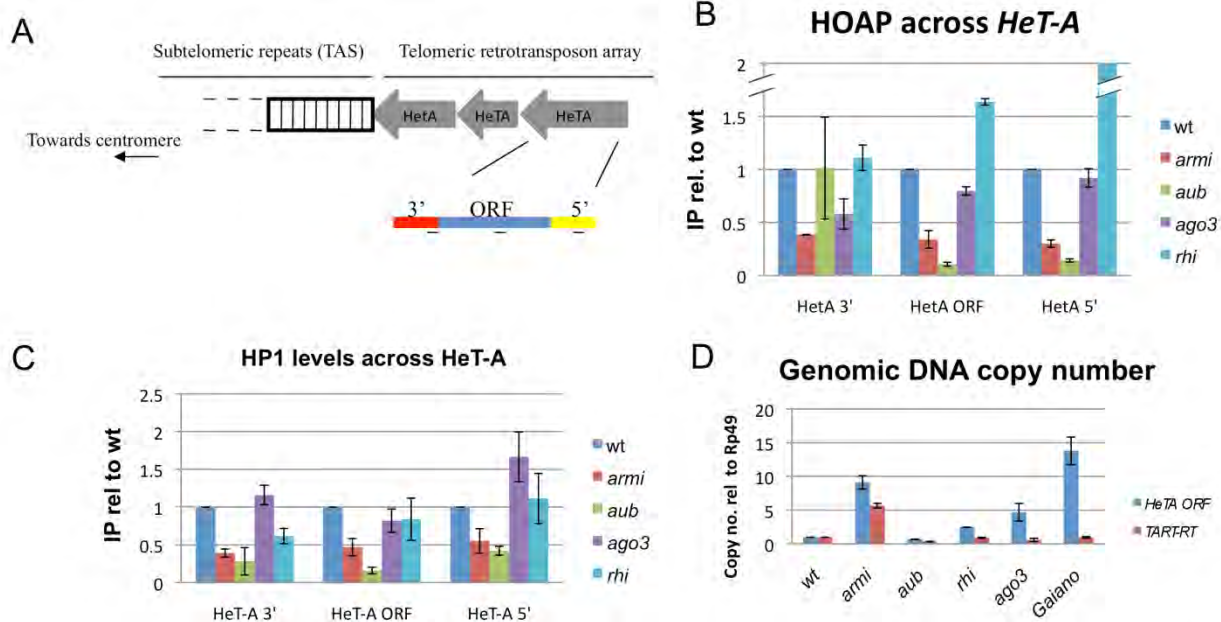 A
Subtelomeric repeats (TAS)
Telomeric retrotransposon array
HetA
HeTA
HeTA
Towards centromere
3’
ORF
5’
B
HOAP across HeT-A
IP rel. to wt
2
1.5
1
0.5
0
HetA 3'
HetA ORF
HetA 5'
wt
armi
aub
ago3
rhi
C
HP1 levels across HeT-A
IP rel to wt
2.5
2
1.5
1
0.5
0
HeT-A 3'
HeT-A ORF
HeT-A 5'
wt
armi
aub
ago3
rhi
D
Genomic DNA copy number
Copy no. rel to Rp49
20
15
10
5
0
wt
armi
aub
rhi
ago3
Gaiano
HeTA ORF
TARTRT